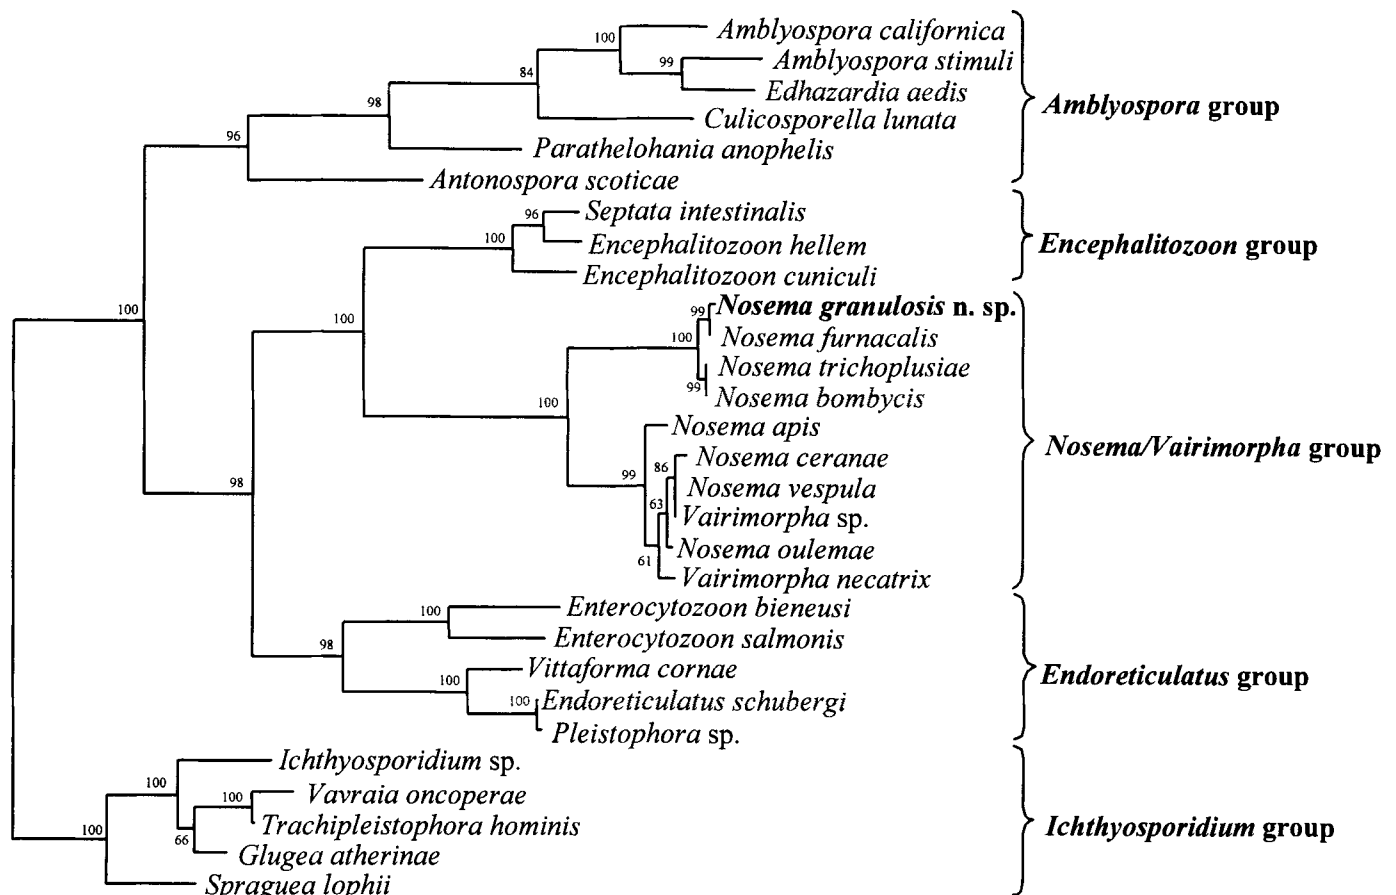 100
Amblyospora californica
99
Amblyospora stimuli
84
Edhazardia aedis
98
Culicosporella lunata
Amblyospora group
96
Parathelohania anophelis
Antonospora scoticae
96
Septata intestinalis
100
Encephalitozoon hellem
Encephalitozoon group
Encephalitozoon cuniculi
100
100
99
Nosema granulosis n. sp.
100
Nosema furnacalis
Nosema trichoplusiae
99
Nosema bombycis
100
Nosema apis
Nosema/Vairimorpha group
86
Nosema ceranae
99
Nosema vespula
98
63
Vairimorpha sp.
Nosema oulemae
61
Vairimorpha necatrix
100
Enterocytozoon bieneusi
98
Enterocytozoon salmonis
100
Vittaforma cornae
Endoreticulatus group
100
Endoreticulatus schubergi
Pleistophora sp.
100
Ichthyosporidium sp.
100
Vavraia oncoperae
100
Trachipleistophora hominis
Ichthyosporidium group
66
Glugea atherinae
Spraguea lophii